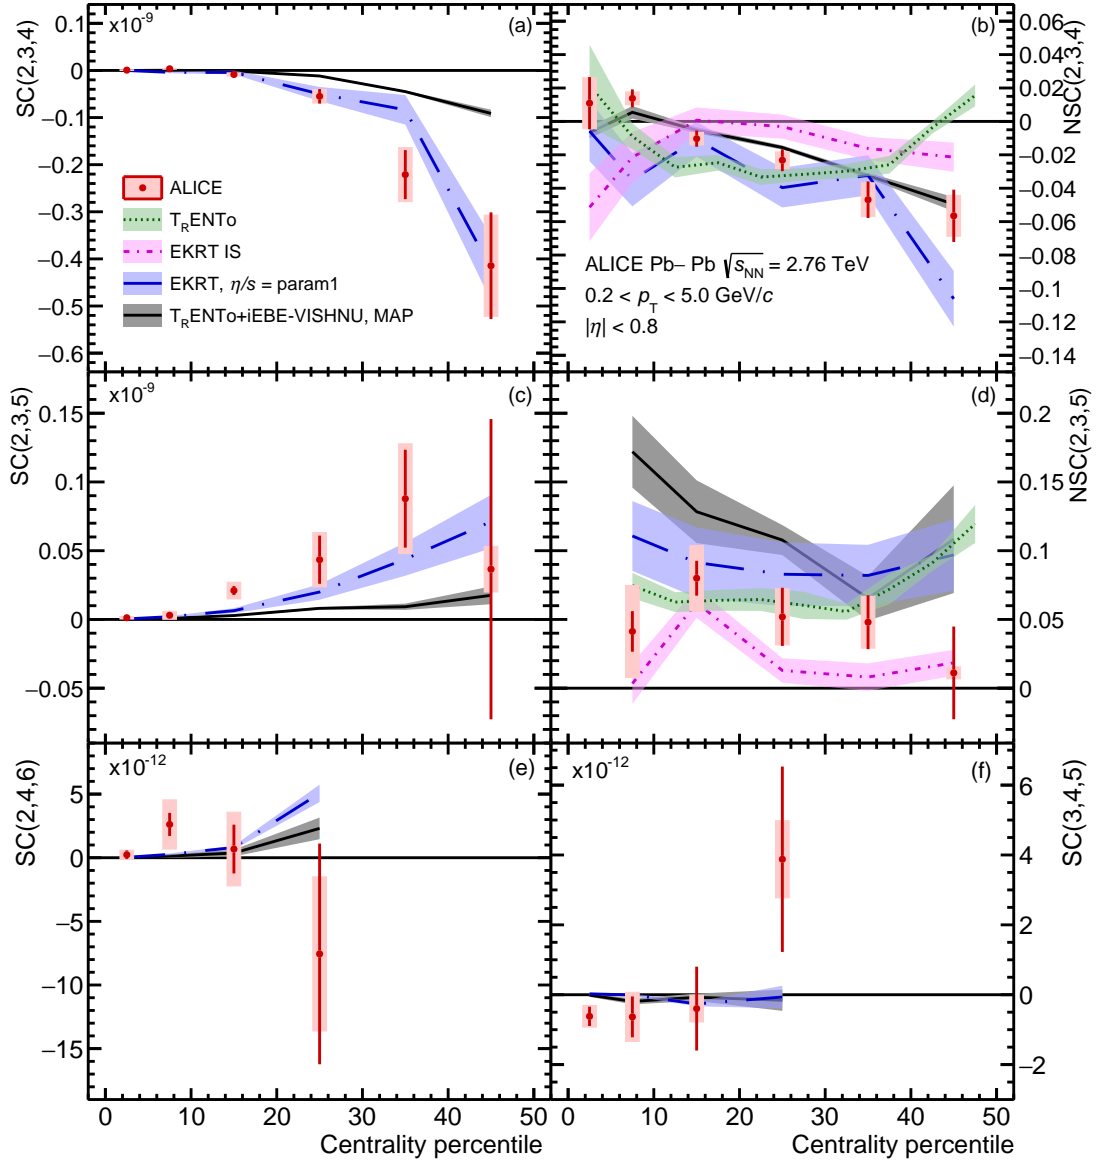 x10⁻⁹
(a)
SC(2,3,4)
0.1
0
−0.1
−0.2
−0.3
−0.4
−0.5
−0.6
ALICE
TRENTo
EKRT IS
EKRT, η/s = param1
TRENTo+iEBE-VISHNU, MAP
(b)
NSC(2,3,4)
0.06
0.04
0.02
0
−0.02
−0.04
−0.06
−0.08
−0.1
−0.12
−0.14
ALICE Pb− Pb √sNN = 2.76 TeV
0.2 < pT < 5.0 GeV/c
|η| < 0.8
x10⁻⁹
(c)
SC(2,3,5)
0.15
0.1
0.05
0
−0.05
(d)
NSC(2,3,5)
0.2
0.15
0.1
0.05
0
x10⁻¹²
(e)
SC(2,4,6)
5
0
−5
−10
−15
0 10 20 30 40 50
Centrality percentile
x10⁻¹²
(f)
SC(3,4,5)
6
4
2
0
−2
0 10 20 30 40 50
Centrality percentile